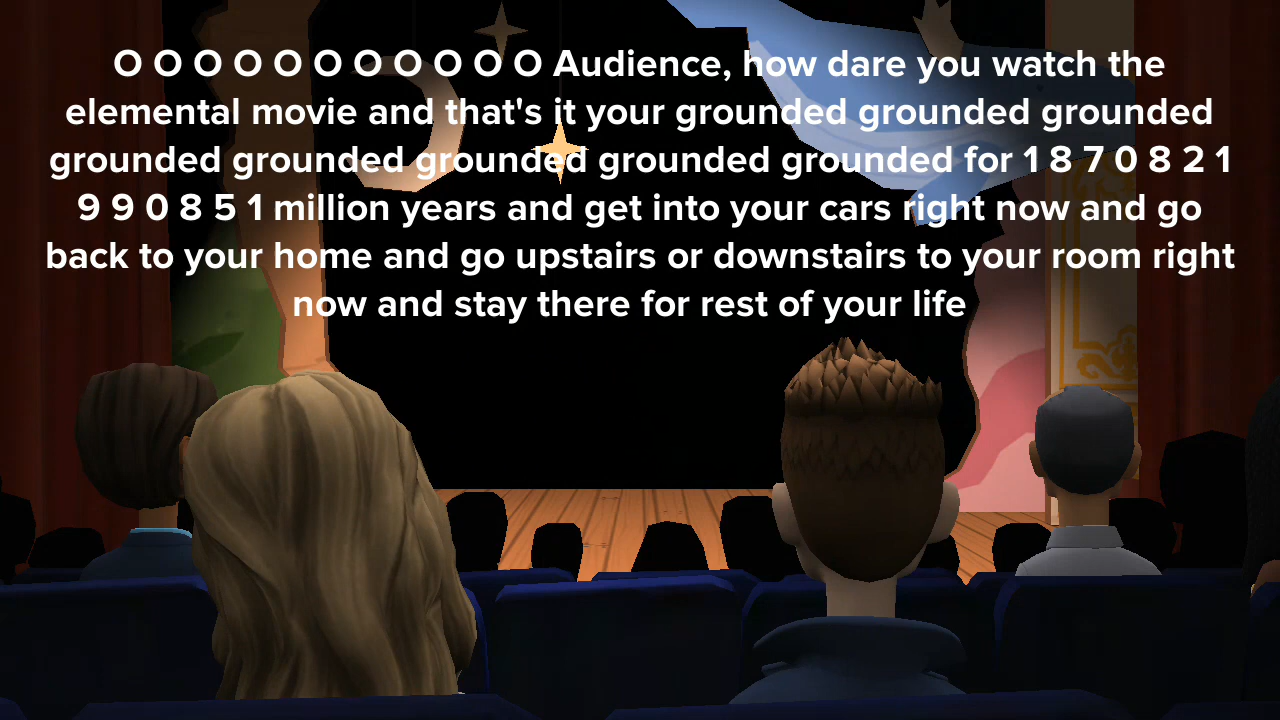 O O O O O O O O O O O Audience, how dare you watch the
elemental movie and that's it your grounded grounded grounded
grounded grounded grounded grounded grounded for 1 8 7 0 8 2 1
9 9 0 8 5 1 million years and get into your cars right now and go
back to your home and go upstairs or downstairs to your room right
now and stay there for rest of your life